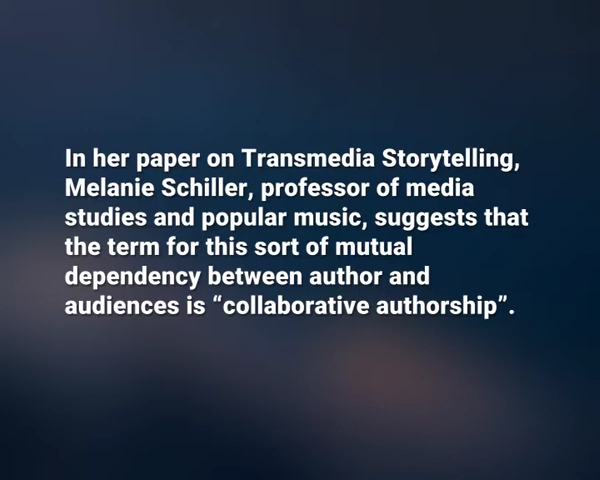 In her paper on Transmedia Storytelling,
Melanie Schiller, professor of media
studies and popular music, suggests that
the term for this sort of mutual
dependency between author and
audiences is “collaborative authorship”.